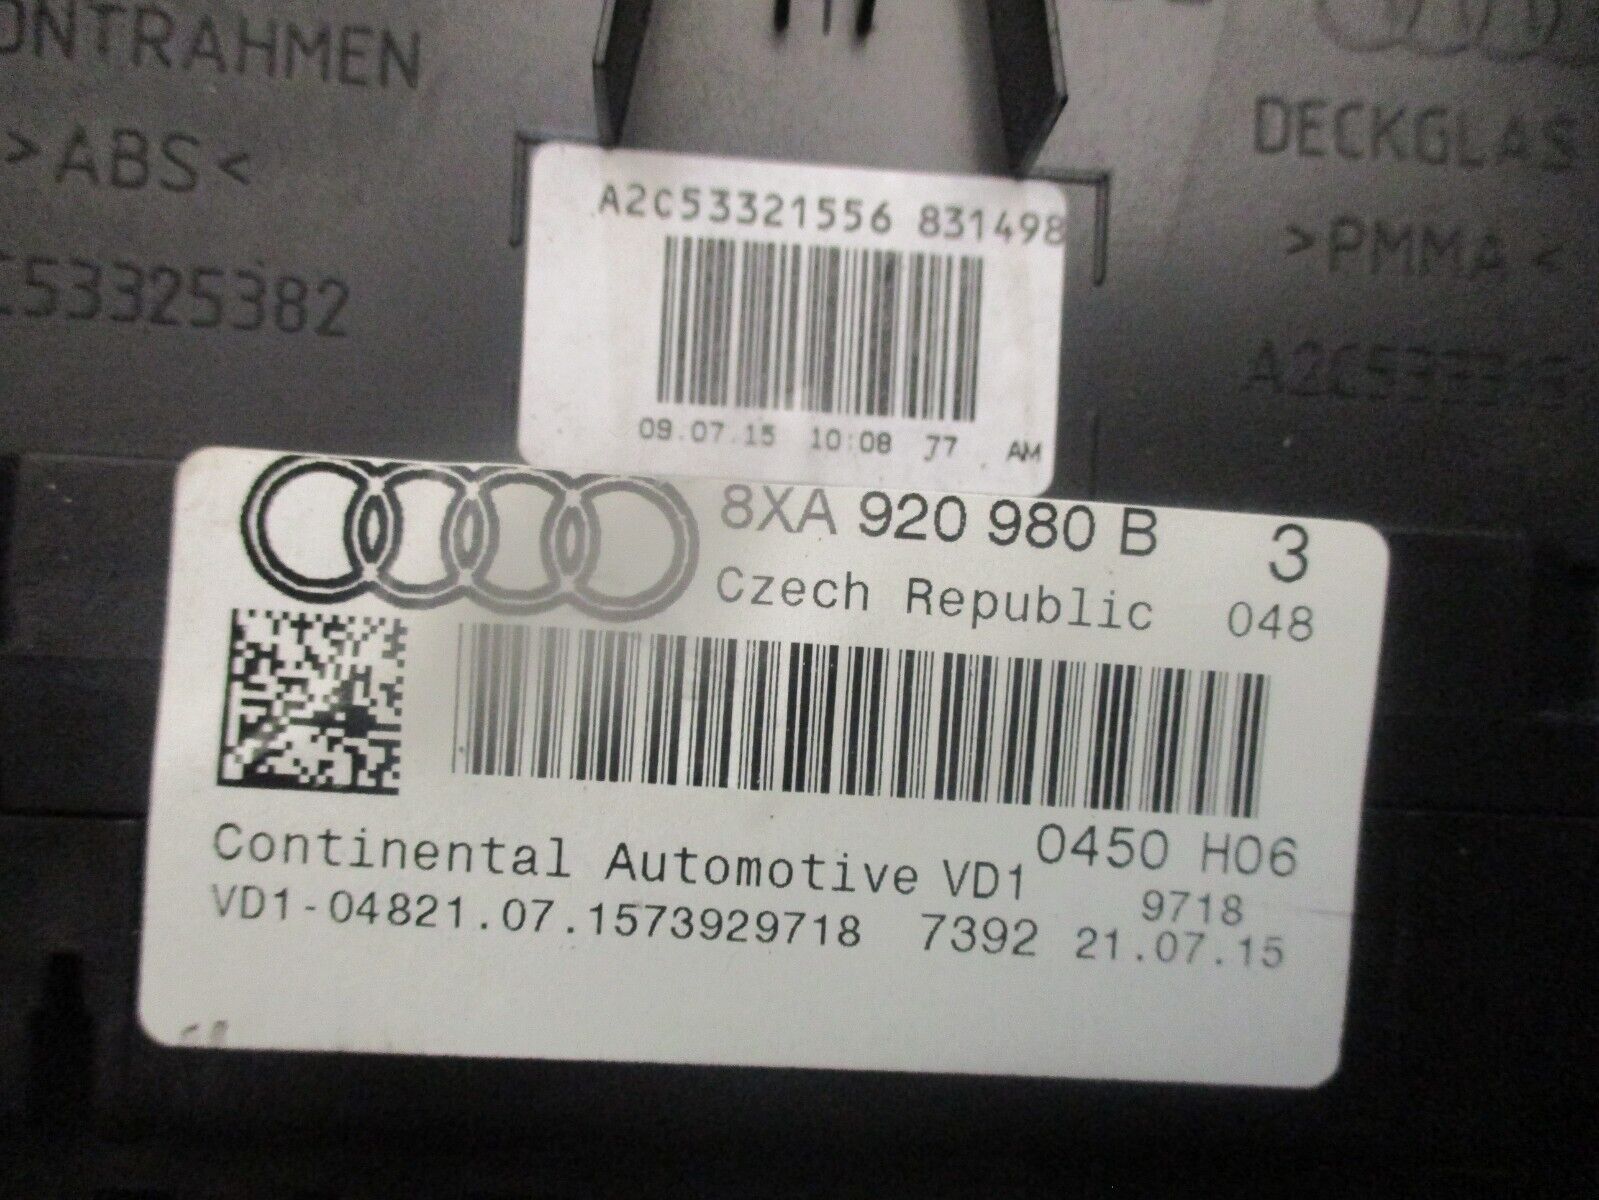 ONTRAHMEN
>ABS<
C53325382
DECKGLAS
>PMMA<
A2C53321556 831498
09.07.15 10:08 77 AM
8XA 920 980 B 3
Czech Republic 048
0450 H06
Continental Automotive VD1
9718
VD1-04821.07.1573929718 7392 21.07.15